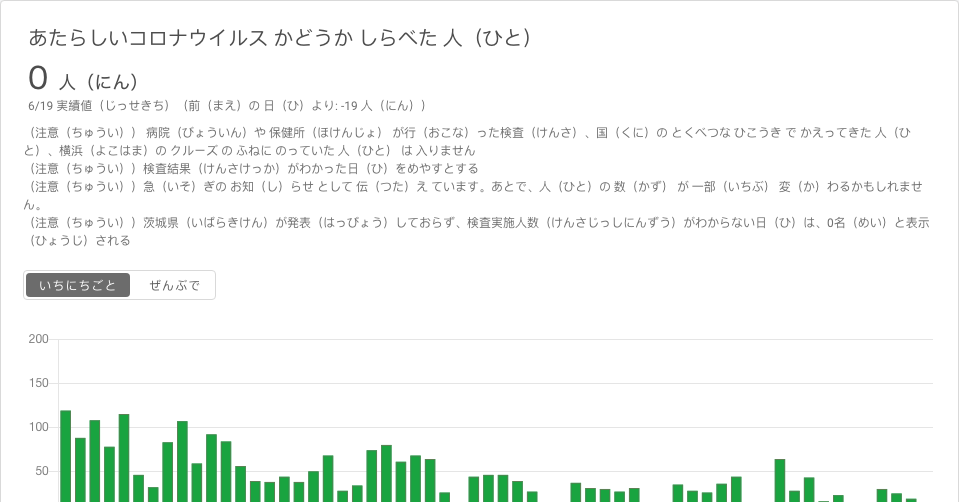 あたらしいコロナウイルス かどうか しらべた 人（ひと）
0 人（にん）
6/19 実績値（じっせきち）（前（まえ）の 日（ひ）より: -19 人（にん））
（注意（ちゅうい）） 病院（びょういん）や 保健所（ほけんじょ） が行（おこな）った検査（けんさ）、国（くに）の とくべつな ひこうき で かえってきた 人（ひ
と）、横浜（よこはま）の クルーズ の ふねに のっていた 人（ひと） は 入りません
（注意（ちゅうい））検査結果（けんさけっか）がわかった日（ひ）をめやすとする
（注意（ちゅうい））急（いそ）ぎの お知（し）らせ として 伝（つた）え ています。あとで、人（ひと）の 数（かず） が 一部（いちぶ） 変（か）わるかもしれませ
ん。
（注意（ちゅうい））茨城県（いばらきけん）が発表（はっぴょう）しておらず、検査実施人数（けんさじっしにんずう）がわからない日（ひ）は、0名（めい）と表示
（ひょうじ）される
いちにちごと ぜんぶで
200
150
100
50